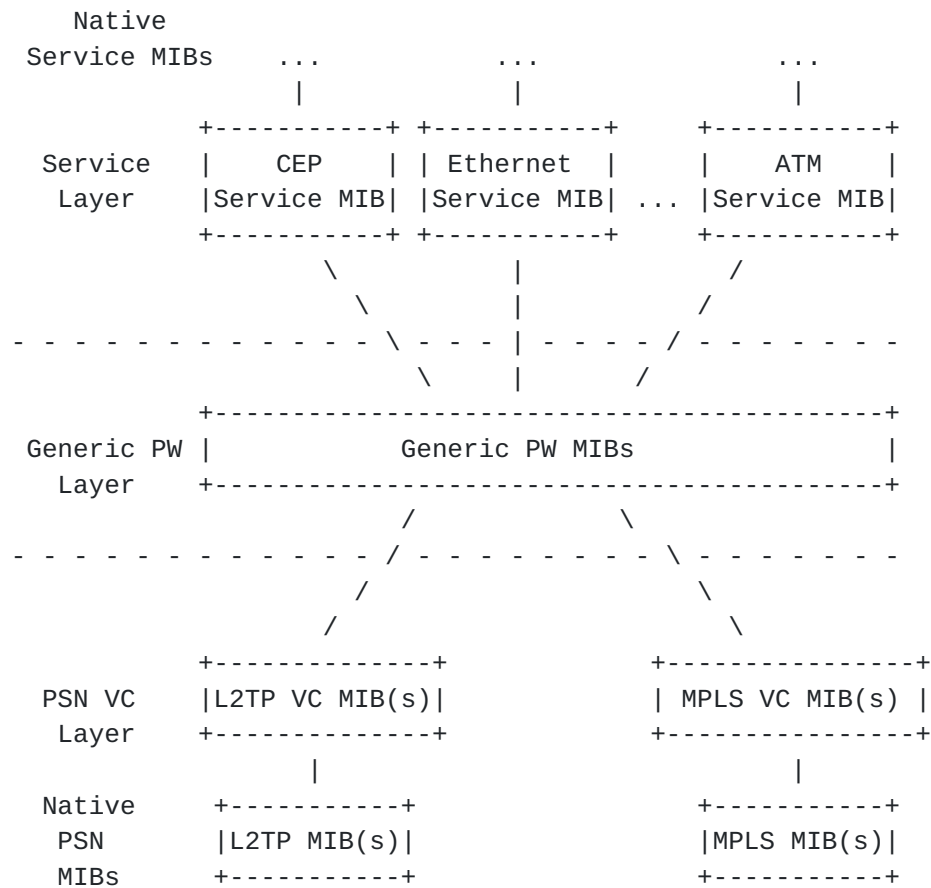 Native
 Service MIBs    ...           ...               ...
                  |             |                 |
            +-----------+ +-----------+     +-----------+
  Service   |    CEP    | | Ethernet  |     |    ATM    |
   Layer    |Service MIB| |Service MIB| ... |Service MIB|
            +-----------+ +-----------+     +-----------+
                    \           |             /
                      \         |           /
- - - - - - - - - - - - - \ - - - | - - - - / - - - - - - -
                          \     |       /
            +-------------------------------------------+
 Generic PW |            Generic PW MIBs                |
   Layer    +-------------------------------------------+
                         /             \
- - - - - - - - - - - - / - - - - - - - - \ - - - - - - -
                      /                     \
                    /                         \
            +--------------+             +----------------+
  PSN VC    |L2TP VC MIB(s)|             | MPLS VC MIB(s) |
   Layer    +--------------+             +----------------+
                   |                              |
  Native     +-----------+                  +-----------+
   PSN       |L2TP MIB(s)|                  |MPLS MIB(s)|
   MIBs      +-----------+                  +-----------+